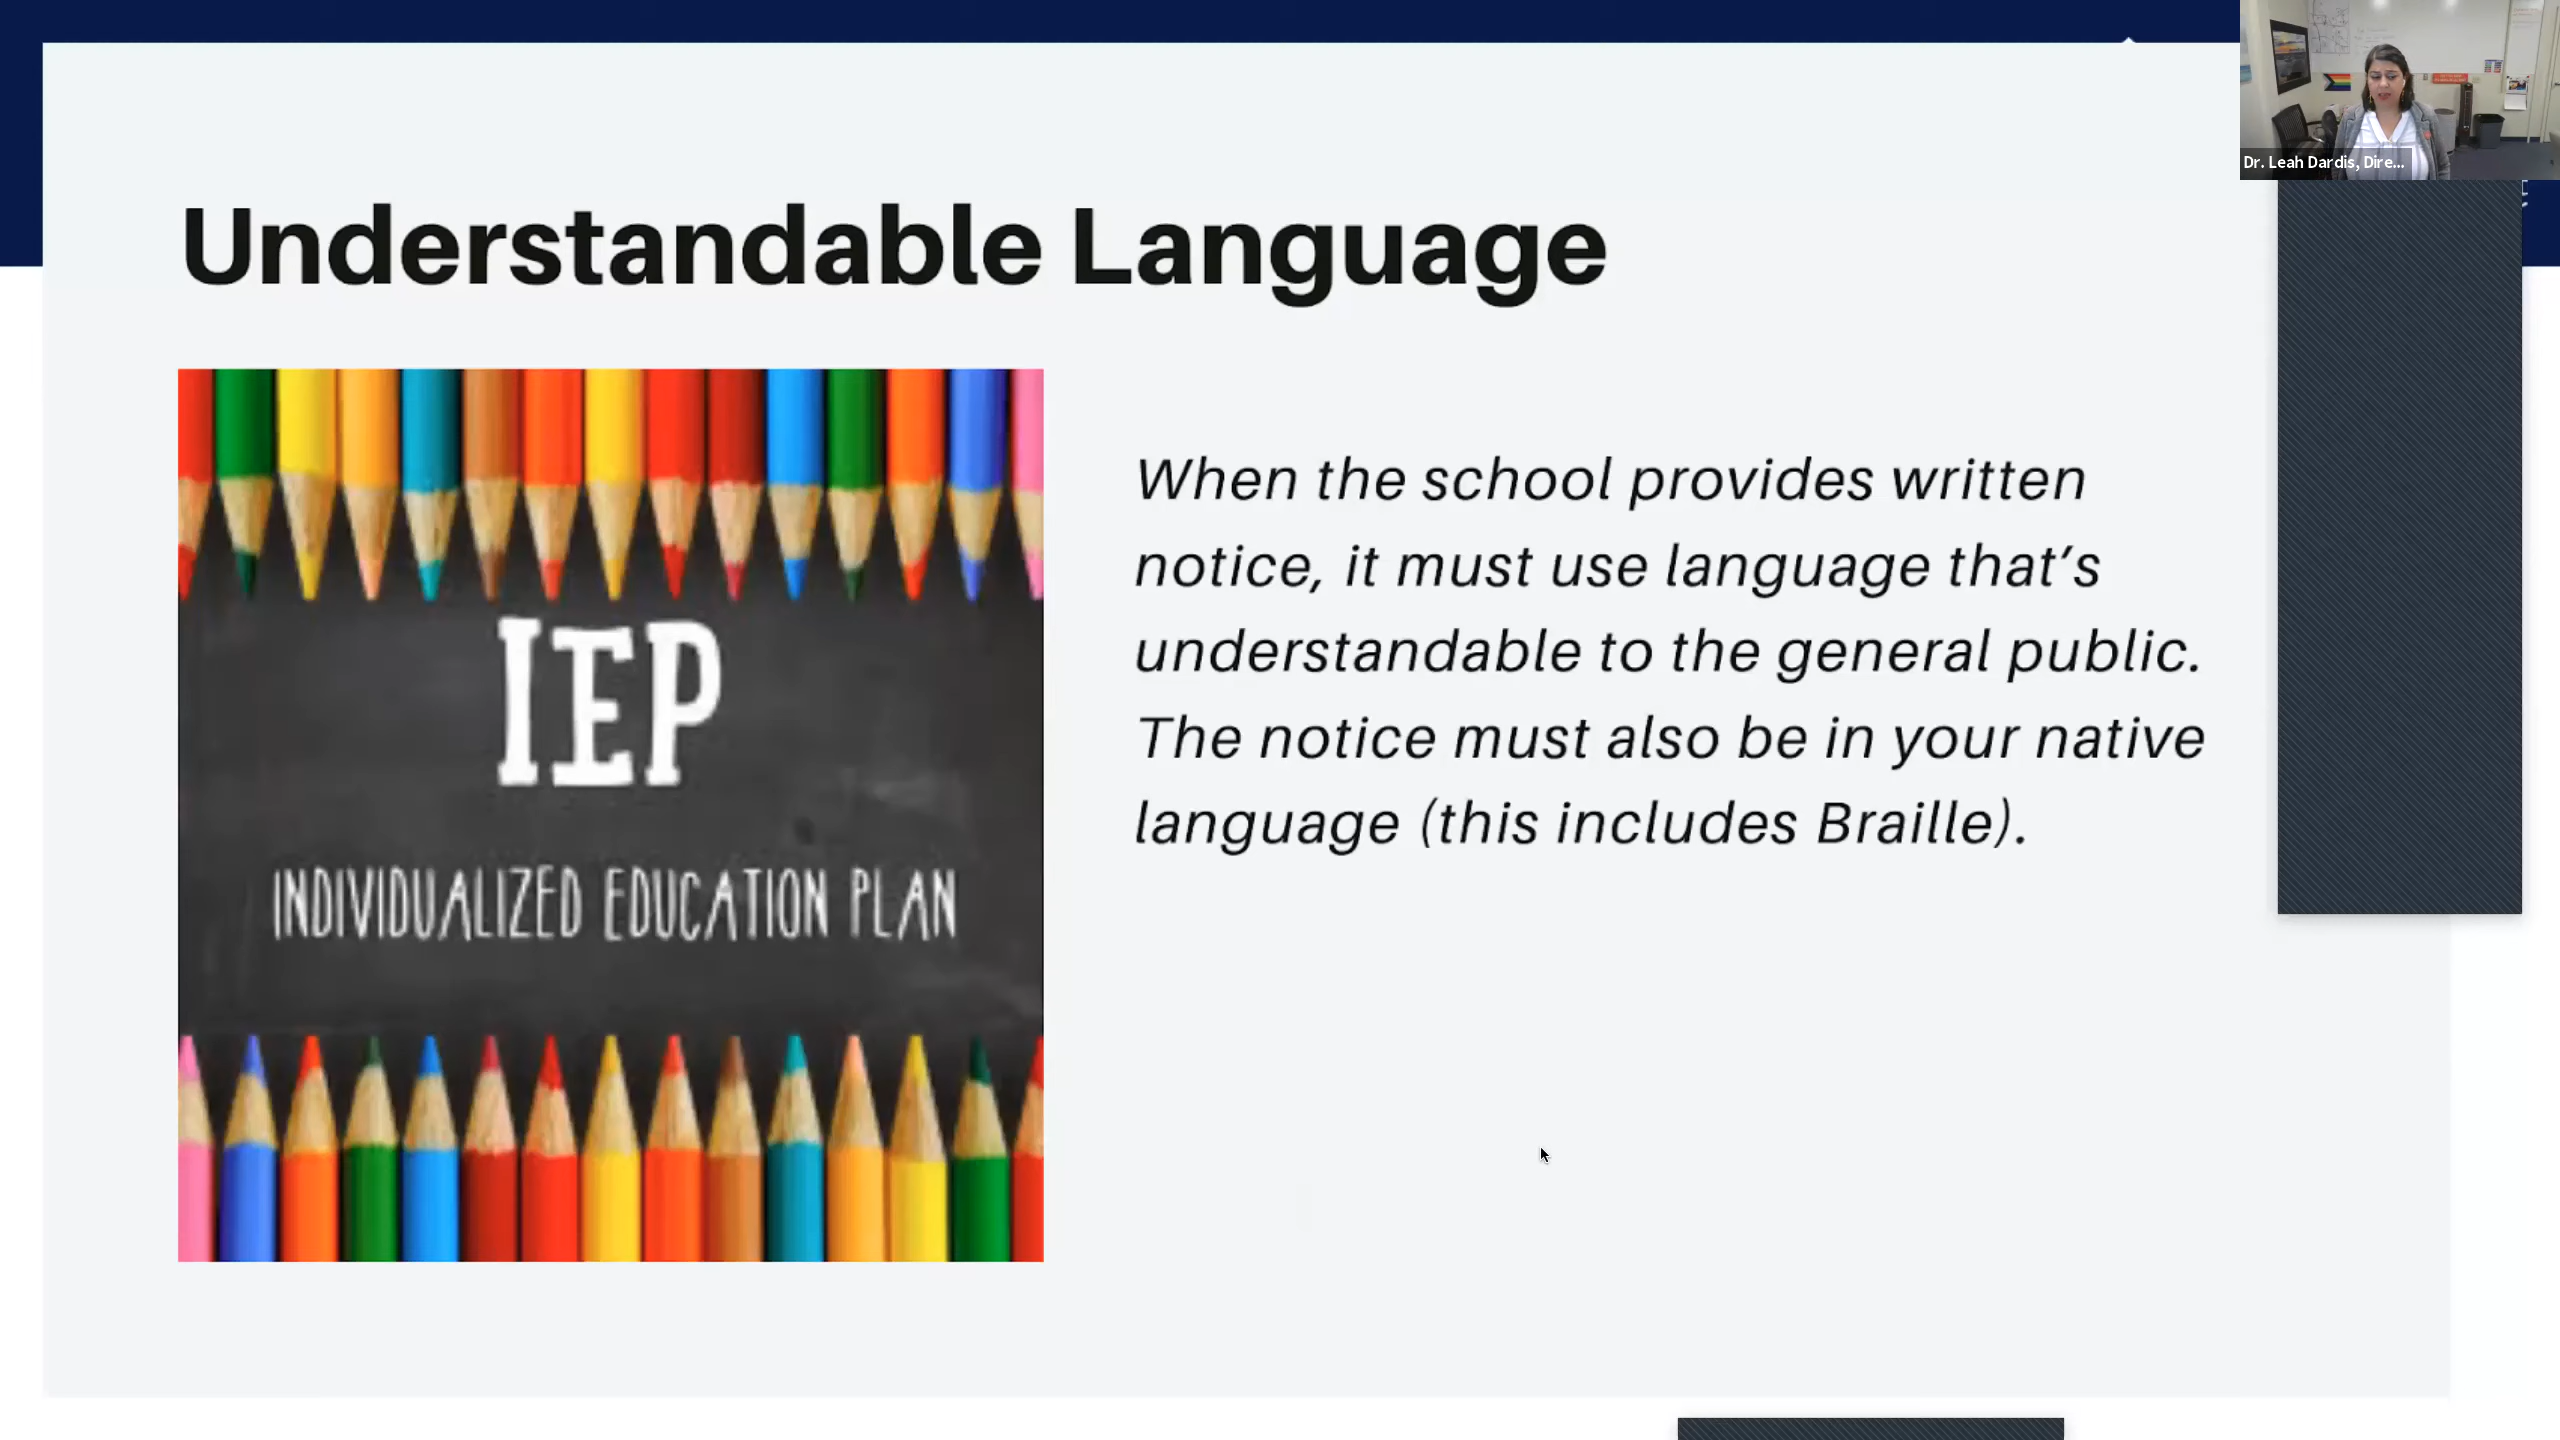 Understandable Language
IEP
INDIVIDUALIZED EDUCATION PLAN
When the school provides written
notice, it must use language that’s
understandable to the general public.
The notice must also be in your native
language (this includes Braille).
Dr. Leah Dardis, Dire...